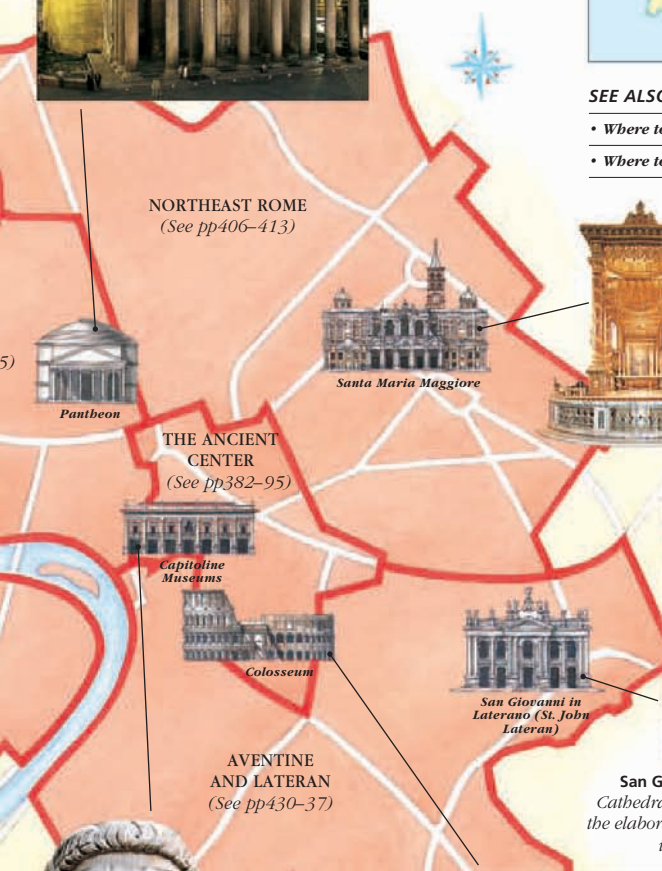 SEE ALSO
• Where to
• Where to
NORTHEAST ROME
(See pp406–413)
5)
Santa Maria Maggiore
Pantheon
THE ANCIENT
CENTER
(See pp382–95)
Capitoline
Museums
Colosseum
San Giovanni in
Laterano (St. John
Lateran)
AVENTINE
AND LATERAN
(See pp430–37)
San G
Cathedra
the elabor
t